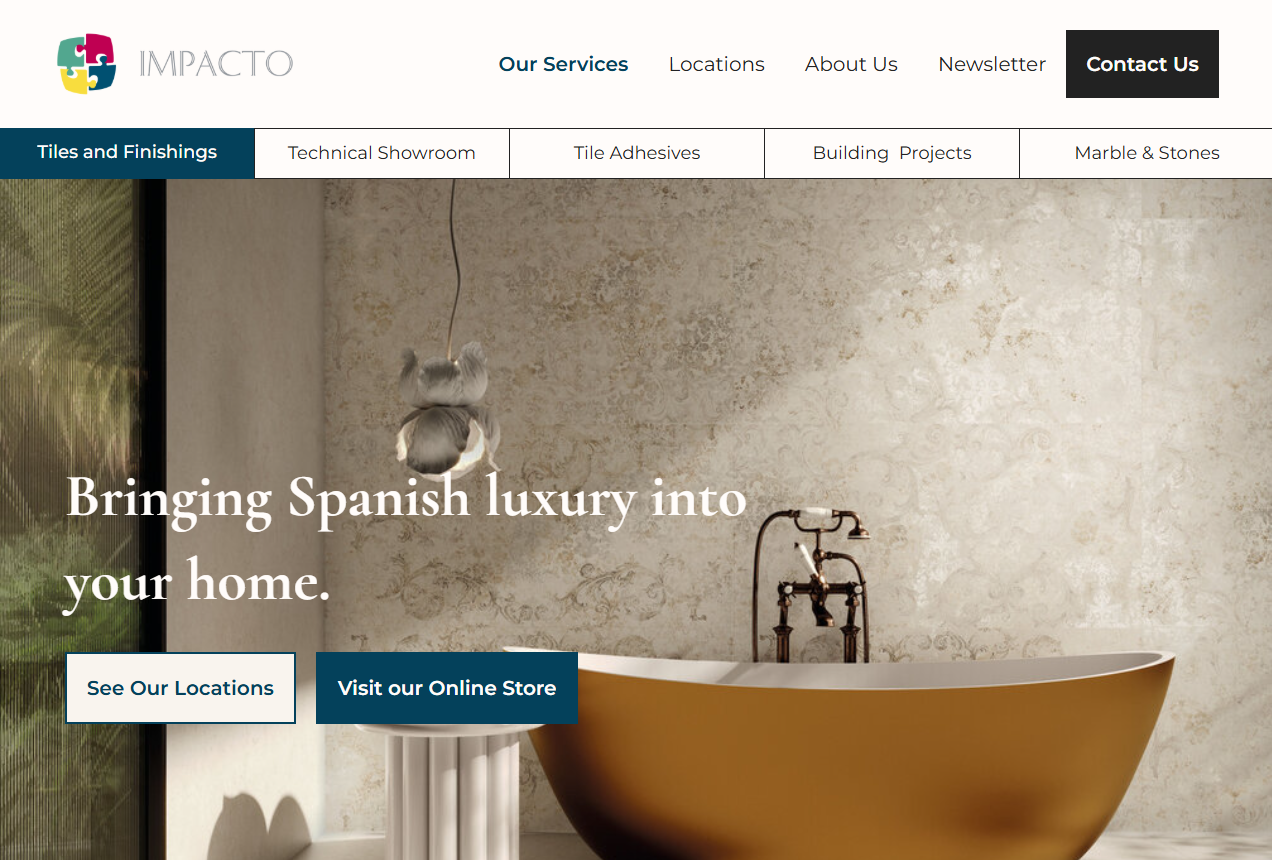 IMPACTO
Our Services
Locations
About Us
Newsletter
Contact Us
Tiles and Finishings
Technical Showroom
Tile Adhesives
Building Projects
Marble & Stones
Bringing Spanish luxury into
your home.
See Our Locations
Visit our Online Store